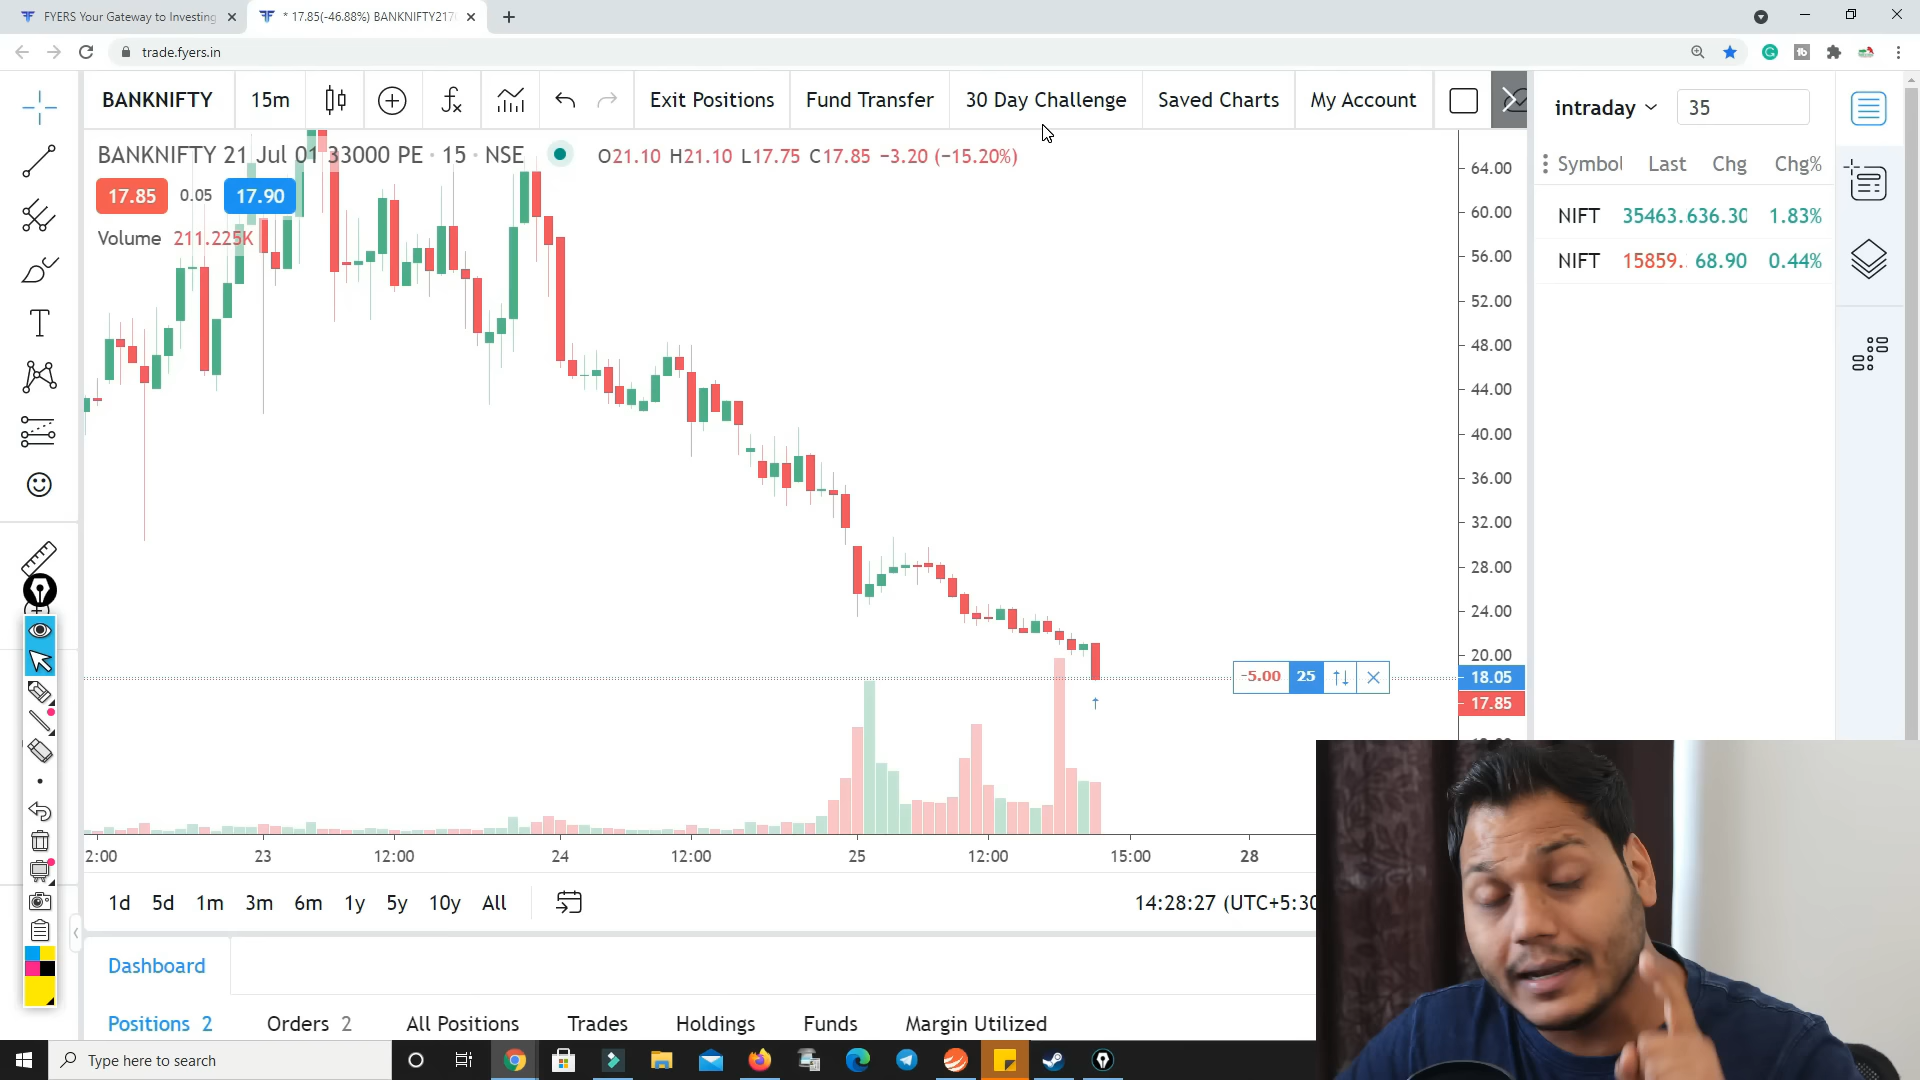 FYERS Your Gateway to Investing
* 17.85(-46.88%) BANKNIFTY217
trade.fyers.in
BANKNIFTY
15m
Exit Positions
Fund Transfer
30 Day Challenge
Saved Charts
My Account
intraday
35
BANKNIFTY 21 Jul 01 33000 PE · 15 · NSE
O21.10 H21.10 L17.75 C17.85 −3.20 (−15.20%)
17.85 0.05 17.90
Volume 211.225K
Symbol Last Chg Chg%
NIFT 35463.636.30 1.83%
NIFT 15859. 68.90 0.44%
64.00
60.00
56.00
52.00
48.00
44.00
40.00
36.00
32.00
28.00
24.00
20.00
-5.00 25
18.05
17.85
2:00 23 12:00 24 12:00 25 12:00 15:00 28
1d 5d 1m 3m 6m 1y 5y 10y All
14:28:27 (UTC+5:30
Dashboard
Positions 2 Orders 2 All Positions Trades Holdings Funds Margin Utilized
Type here to search